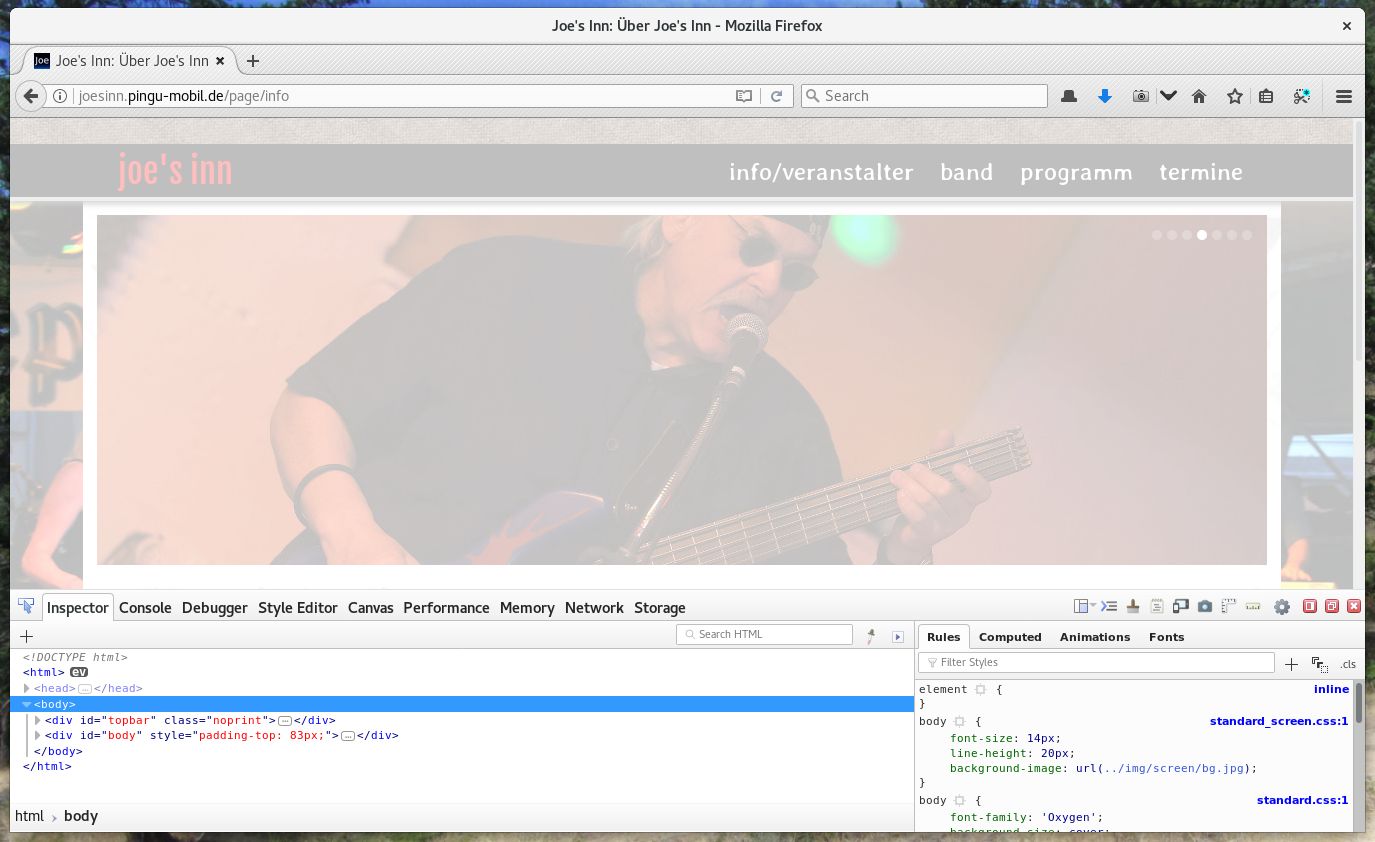 Joe's Inn: Über Joe's Inn - Mozilla Firefox
Joe Joe's Inn: Über Joe's Inn
joesinn.pingu-mobil.de/page/info Search
joe's inn info/veranstalter band programm termine
Inspector Console Debugger Style Editor Canvas Performance Memory Network Storage
Search HTML
Rules Computed Animations Fonts
Filter Styles .cls
<!DOCTYPE html>
<html> ev
<head> </head>
<body>
<div id="topbar" class="noprint"> </div>
<div id="body" style="padding-top: 83px;"> </div>
</body>
</html>
html › body
element { inline
}
body { standard_screen.css:1
font-size: 14px;
line-height: 20px;
background-image: url(../img/screen/bg.jpg);
}
body { standard.css:1
font-family: 'Oxygen';
background-size: cover;